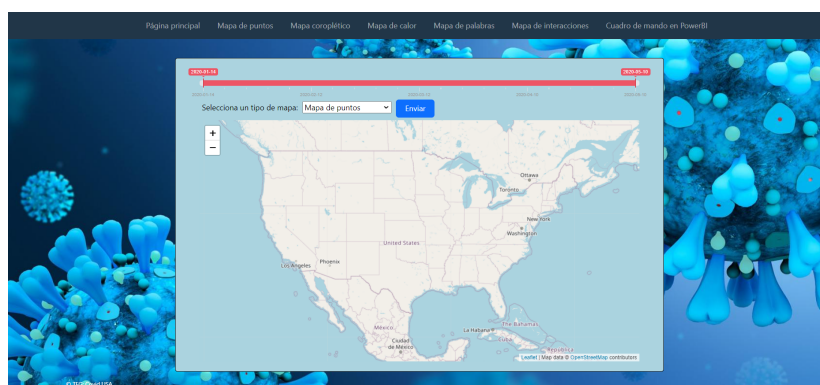 Página principal Mapa de puntos Mapa coroplético Mapa de calor Mapa de palabras Mapa de interacciones Cuadro de mando en PowerBI
2020-01-14 2020-05-10
Selecciona un tipo de mapa: Mapa de puntos Enviar
+
−
Ottawa
Toronto
New York
Washington
United States
Los Angeles Phoenix
México
La Habana The Bahamas
Ciudad de México
Cuba
Leaflet | Map data © OpenStreetMap contributors